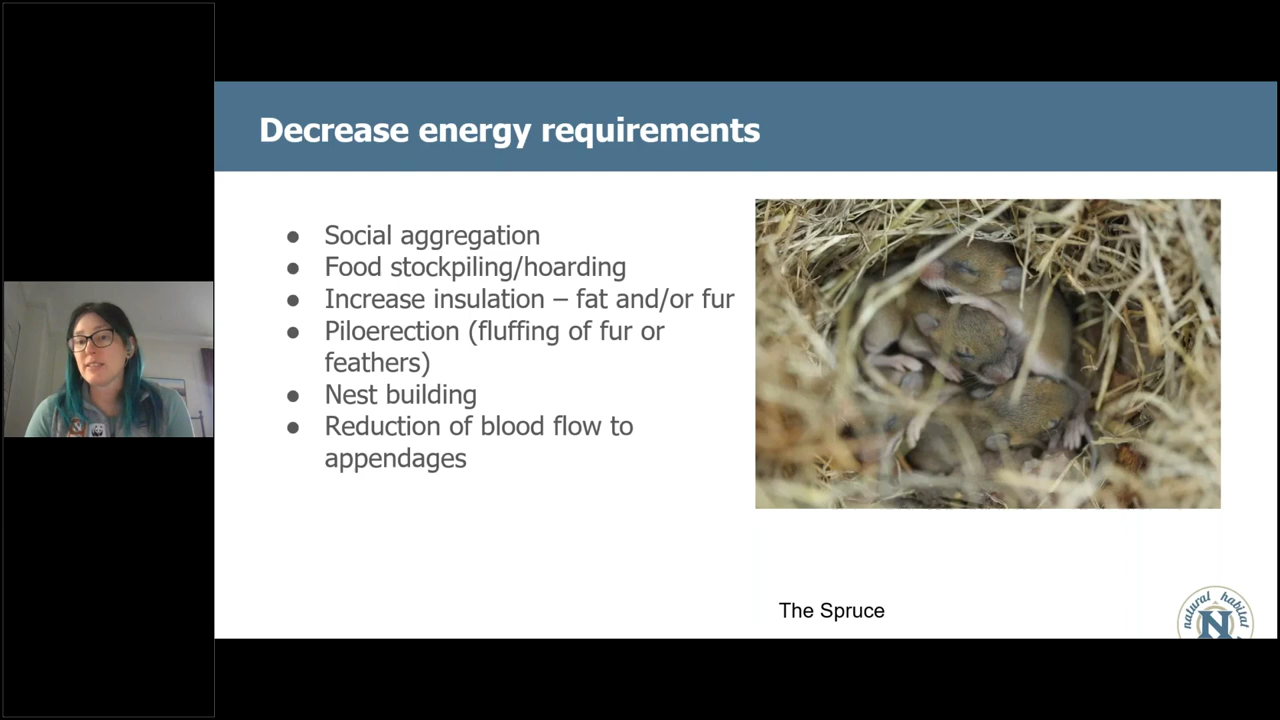 Decrease energy requirements
● Social aggregation
● Food stockpiling/hoarding
● Increase insulation – fat and/or fur
● Piloerection (fluffing of fur or
feathers)
● Nest building
● Reduction of blood flow to
appendages
The Spruce
natural habitat
N